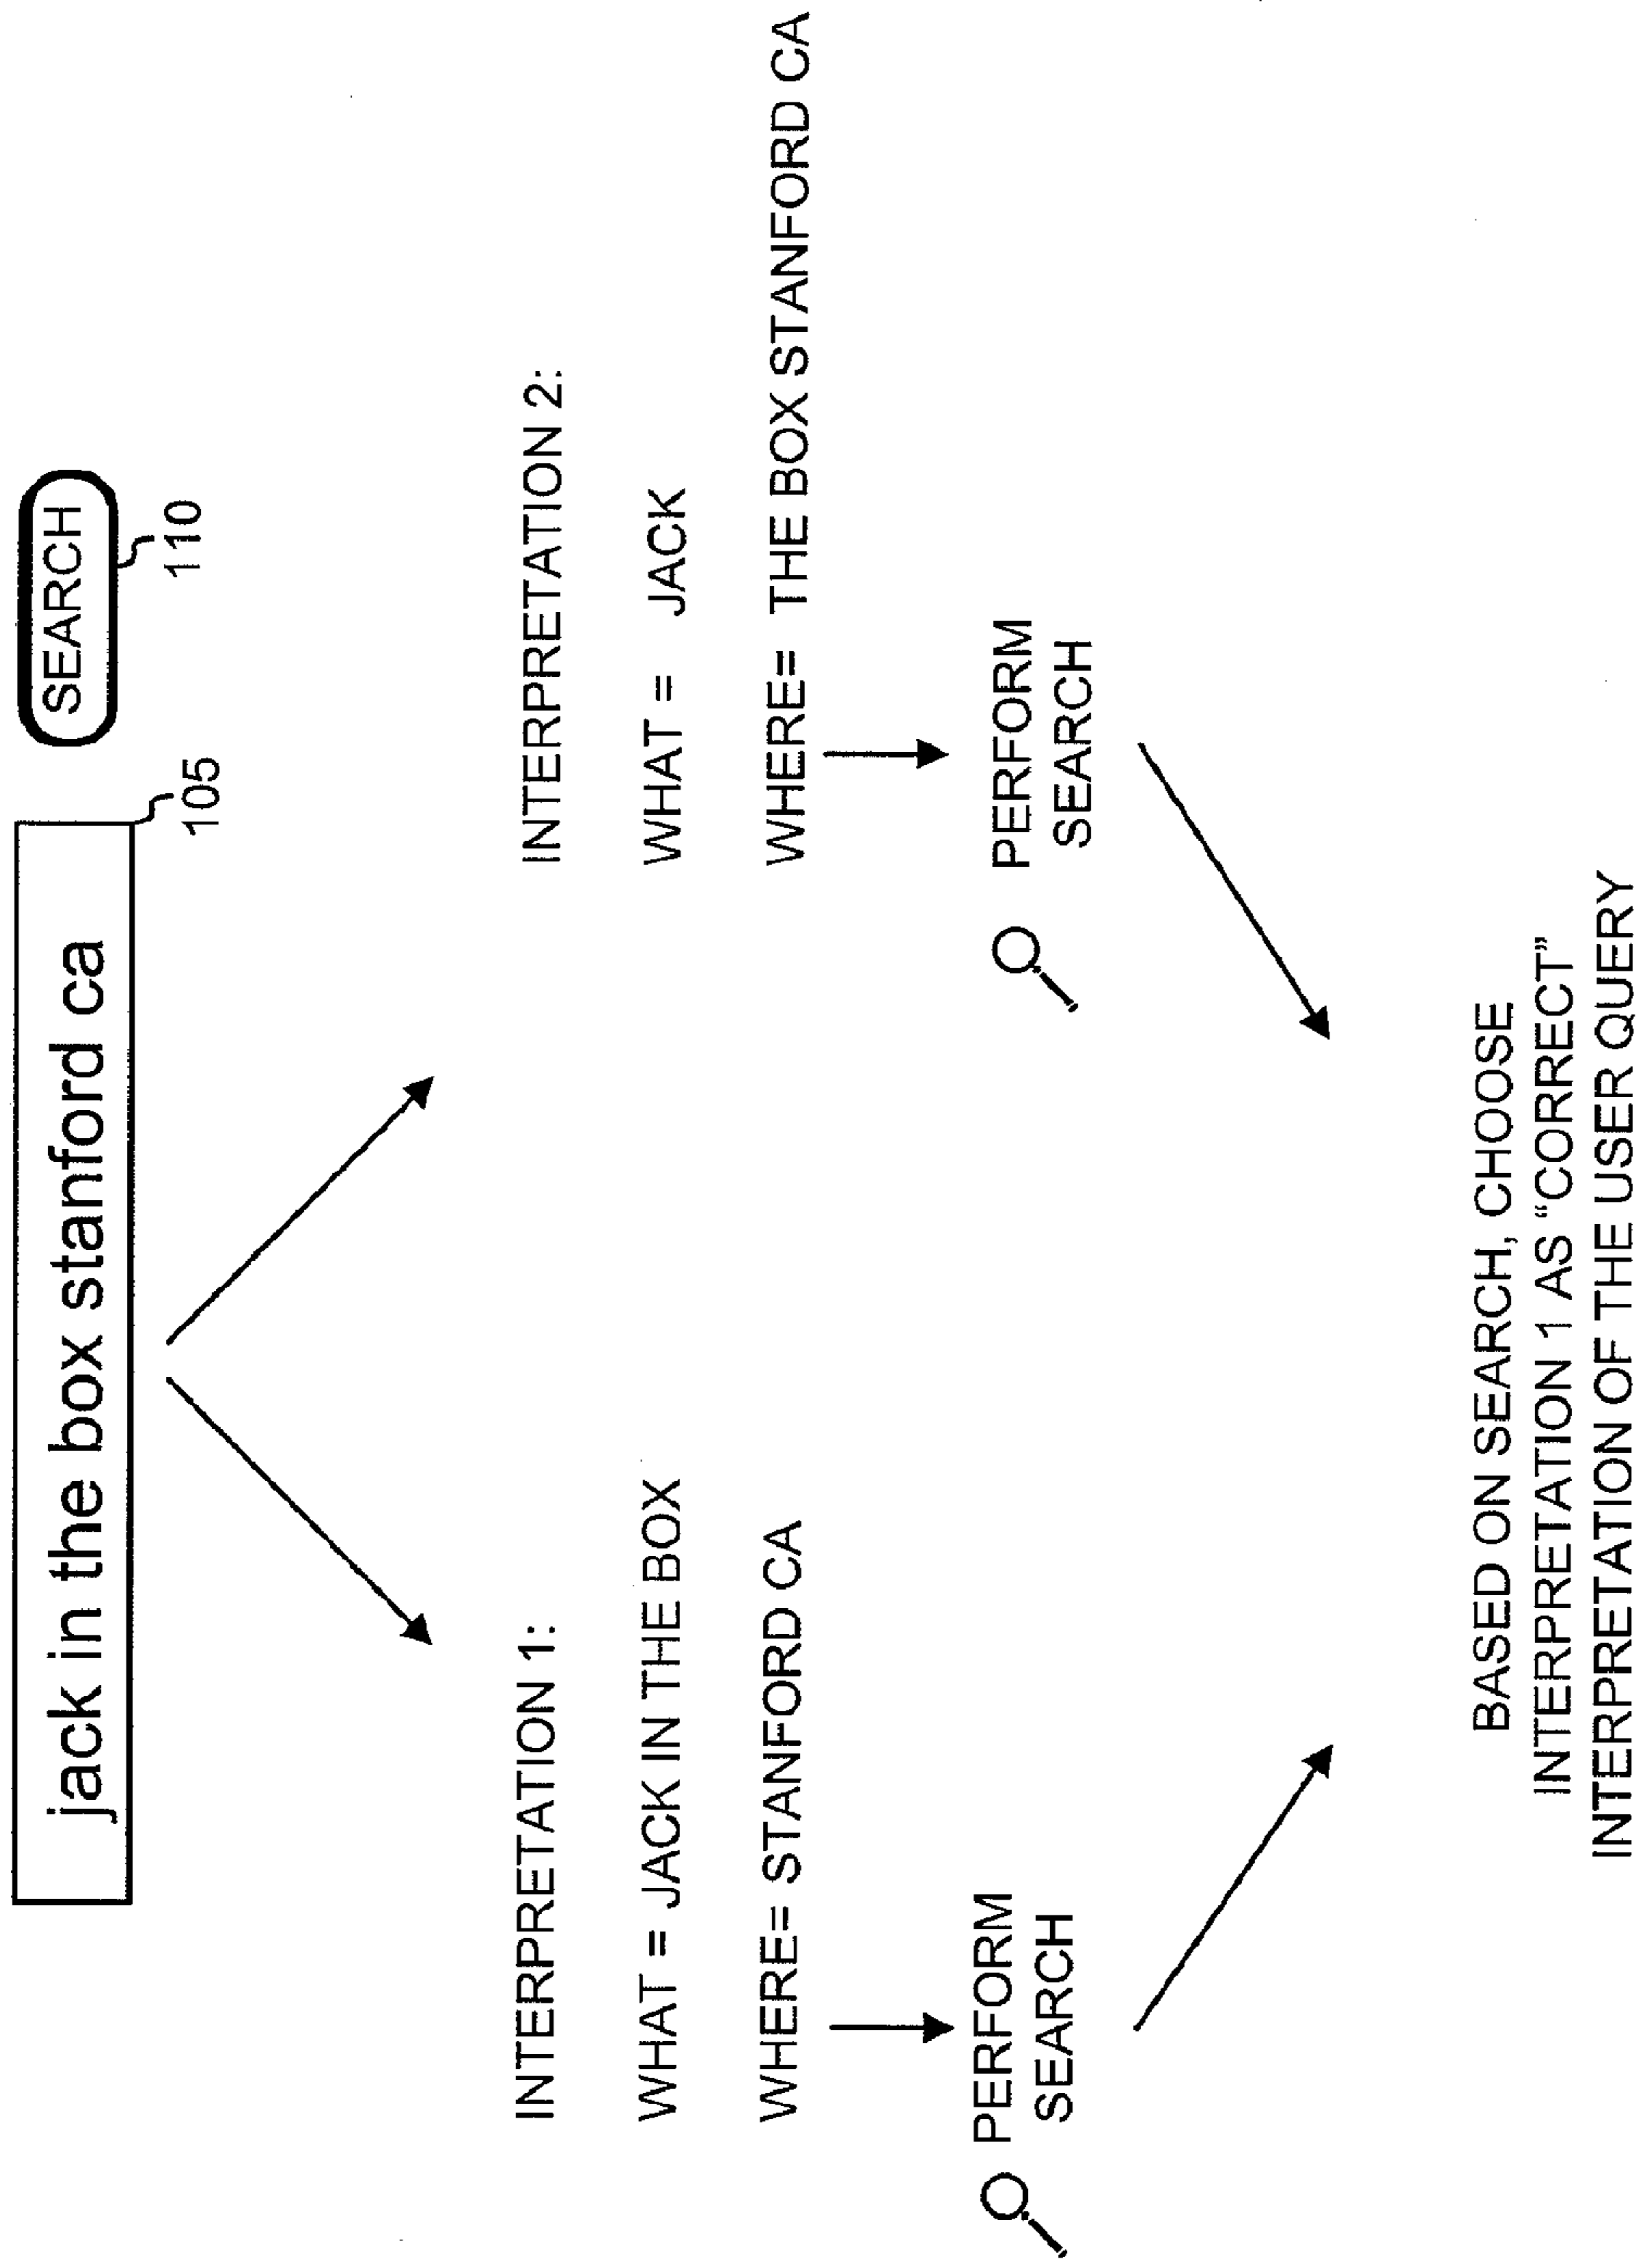 jack in the box stanford ca
SEARCH
105
110
INTERPRETATION 1:
WHAT = JACK IN THE BOX
WHERE= STANFORD CA
PERFORM
SEARCH
INTERPRETATION 2:
WHAT = JACK
WHERE= THE BOX STANFORD CA
PERFORM
SEARCH
BASED ON SEARCH, CHOOSE
INTERPRETATION 1 AS “CORRECT”
INTERPRETATION OF THE USER QUERY